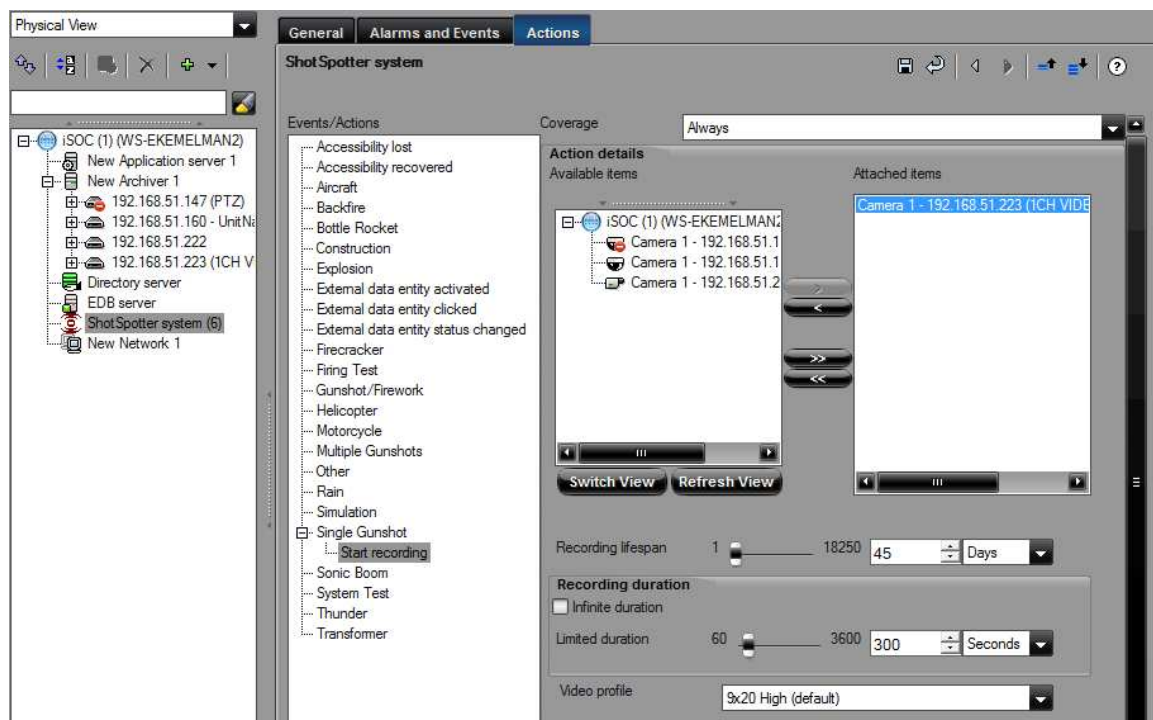 Physical View
General
Alarms and Events
Actions
ShotSpotter system
iSOC (1) (WS-EKEMELMAN2)
New Application server 1
New Archiver 1
192.168.51.147 (PTZ)
192.168.51.160 - UnitNa
192.168.51.222
192.168.51.223 (1CH V
Directory server
EDB server
ShotSpotter system (6)
New Network 1
Events/Actions
Accessibility lost
Accessibility recovered
Aircraft
Backfire
Bottle Rocket
Construction
Explosion
External data entity activated
External data entity clicked
External data entity status changed
Firecracker
Firing Test
Gunshot/Firework
Helicopter
Motorcycle
Multiple Gunshots
Other
Rain
Simulation
Single Gunshot
Start recording
Sonic Boom
System Test
Thunder
Transformer
Coverage
Always
Action details
Available items
Attached items
iSOC (1) (WS-EKEMELMAN2
Camera 1 - 192.168.51.1
Camera 1 - 192.168.51.1
Camera 1 - 192.168.51.2
>
<
>>
<<
Camera 1 - 192.168.51.223 (1CH VIDE
Switch View
Refresh View
Recording lifespan 1 18250 45 Days
Recording duration
Infinite duration
Limited duration 60 3600 300 Seconds
Video profile 9x20 High (default)